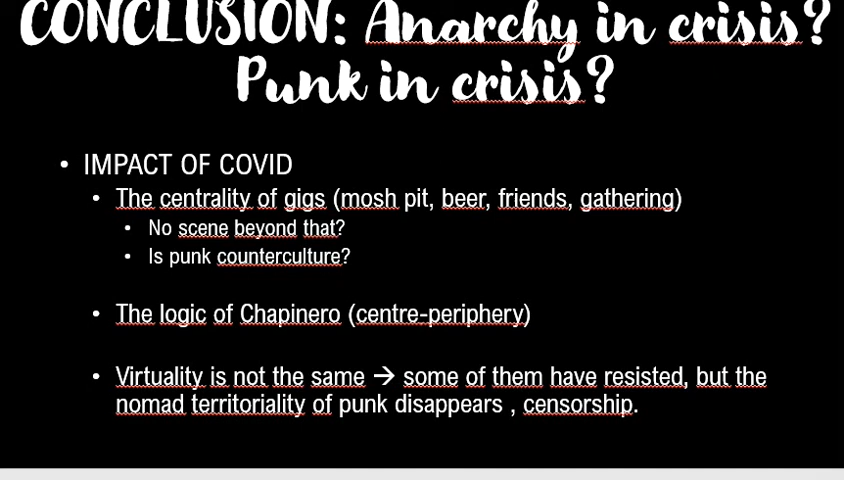 CONCLUSION: Anarchy in crisis?
Punk in crisis?
• IMPACT OF COVID
• The centrality of gigs (mosh pit, beer, friends, gathering)
• No scene beyond that?
• Is punk counterculture?
• The logic of Chapinero (centre-periphery)
• Virtuality is not the same → some of them have resisted, but the
nomad territoriality of punk disappears , censorship.